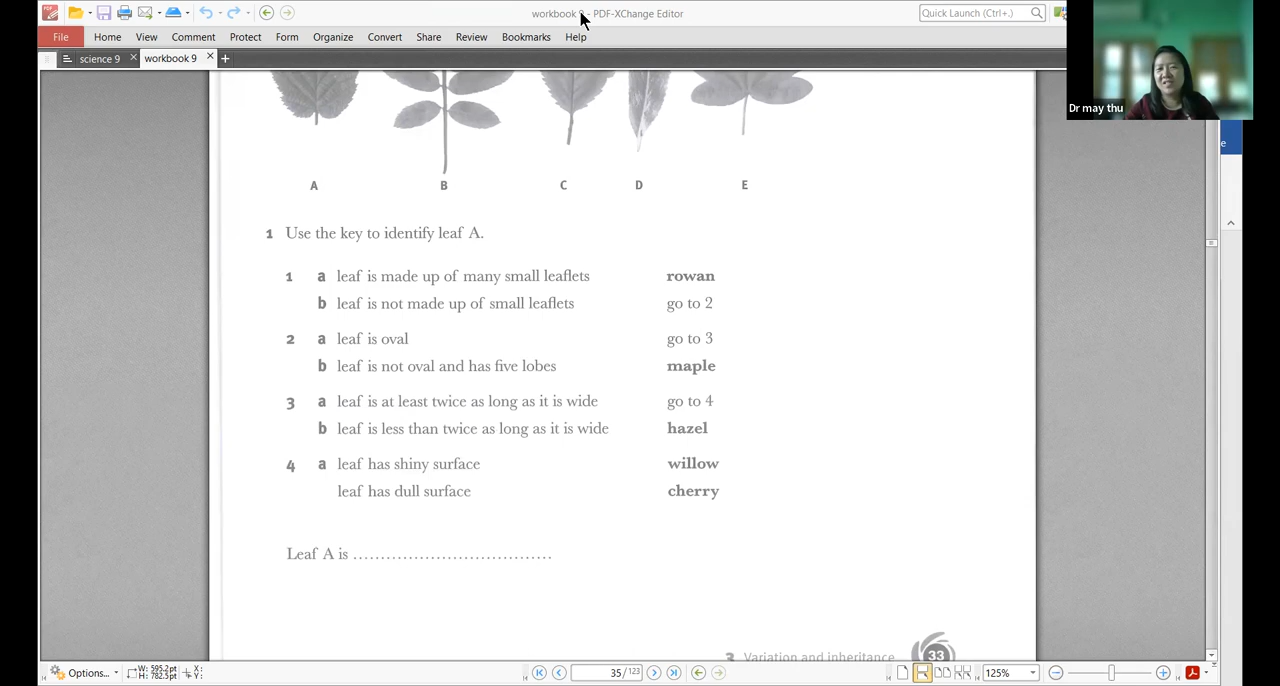 workbook 9 - PDF-XChange Editor
Quick Launch (Ctrl+.)
File Home View Comment Protect Form Organize Convert Share Review Bookmarks Help
science 9 workbook 9
Dr may thu
e
A B C D E
1 Use the key to identify leaf A.
1 a leaf is made up of many small leaflets rowan
b leaf is not made up of small leaflets go to 2
2 a leaf is oval go to 3
b leaf is not oval and has five lobes maple
3 a leaf is at least twice as long as it is wide go to 4
b leaf is less than twice as long as it is wide hazel
4 a leaf has shiny surface willow
leaf has dull surface cherry
Leaf A is ..................................
3 Variation and inheritance 33
Options... W: 595.2pt X:
H: 782.5pt Y:
35 / 123
125%